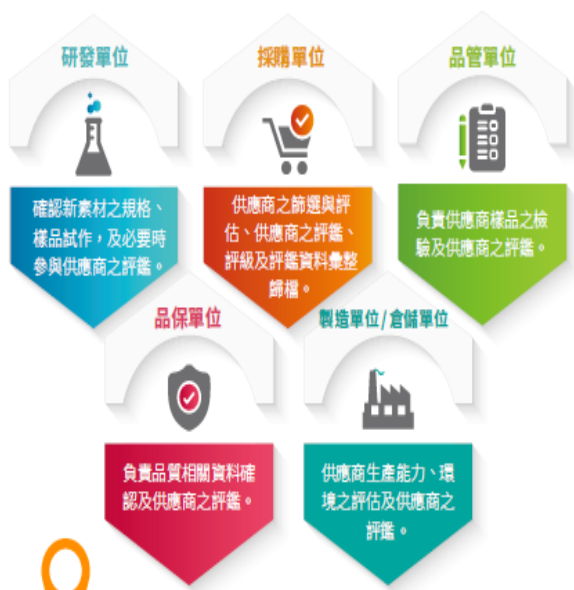 研發單位
確認新素材之規格、
樣品試作，及必要時
參與供應商之評鑑。
採購單位
供應商之篩選與評
估、供應商之評鑑、
評級及評鑑資料彙整
歸檔。
品管單位
負責供應商樣品之檢
驗及供應商之評鑑。
品保單位
負責品質相關資料確
認及供應商之評鑑。
製造單位/倉儲單位
供應商生產能力、環
境之評估及供應商之
評鑑。